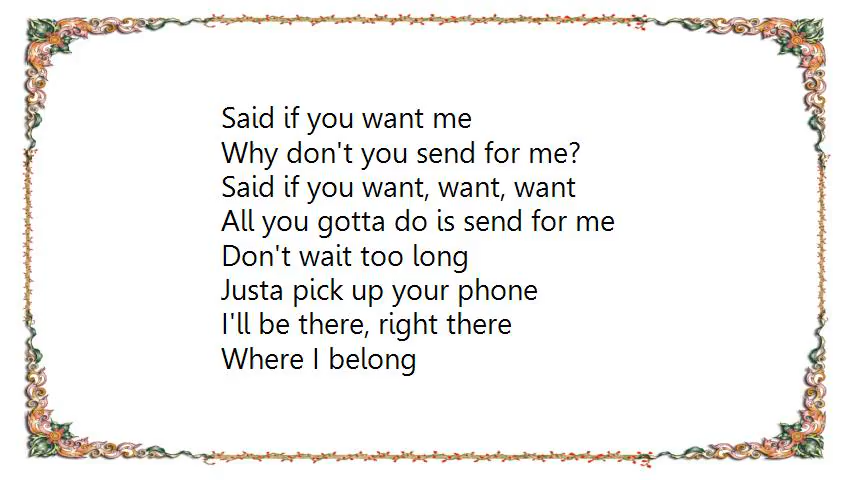 Said if you want me
Why don't you send for me?
Said if you want, want, want
All you gotta do is send for me
Don't wait too long
Justa pick up your phone
I'll be there, right there
Where I belong